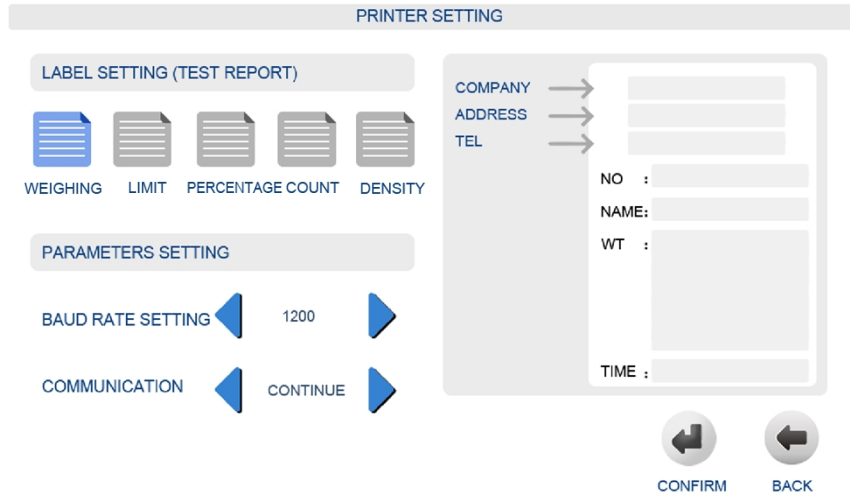 PRINTER SETTING
LABEL SETTING (TEST REPORT)
WEIGHING LIMIT PERCENTAGE COUNT DENSITY
PARAMETERS SETTING
BAUD RATE SETTING 1200
COMMUNICATION CONTINUE
COMPANY
ADDRESS
TEL
NO :
NAME:
WT :
TIME :
CONFIRM BACK